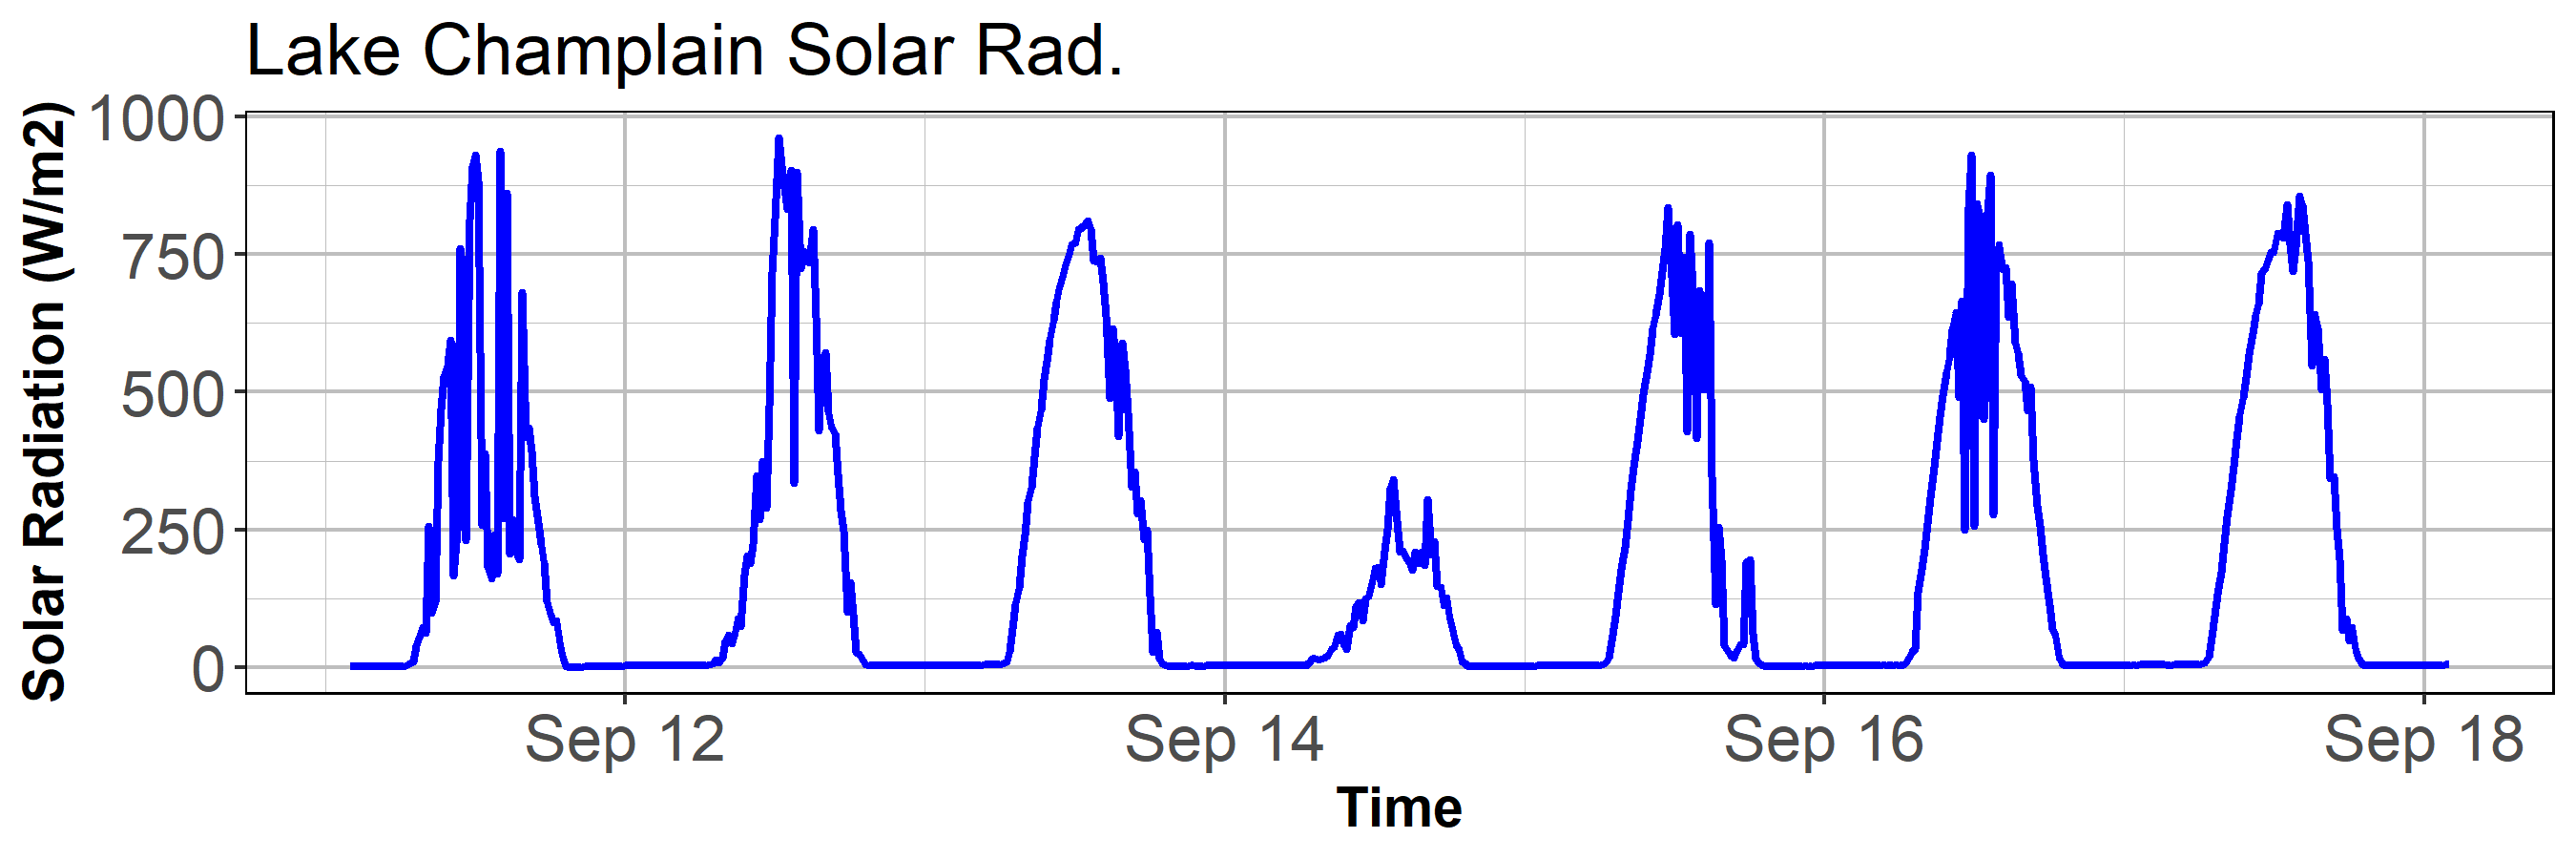 Lake Champlain Solar Rad.
Solar Radiation (W/m2)
1000
750
500
250
0
Sep 12 Sep 14 Sep 16 Sep 18
Time